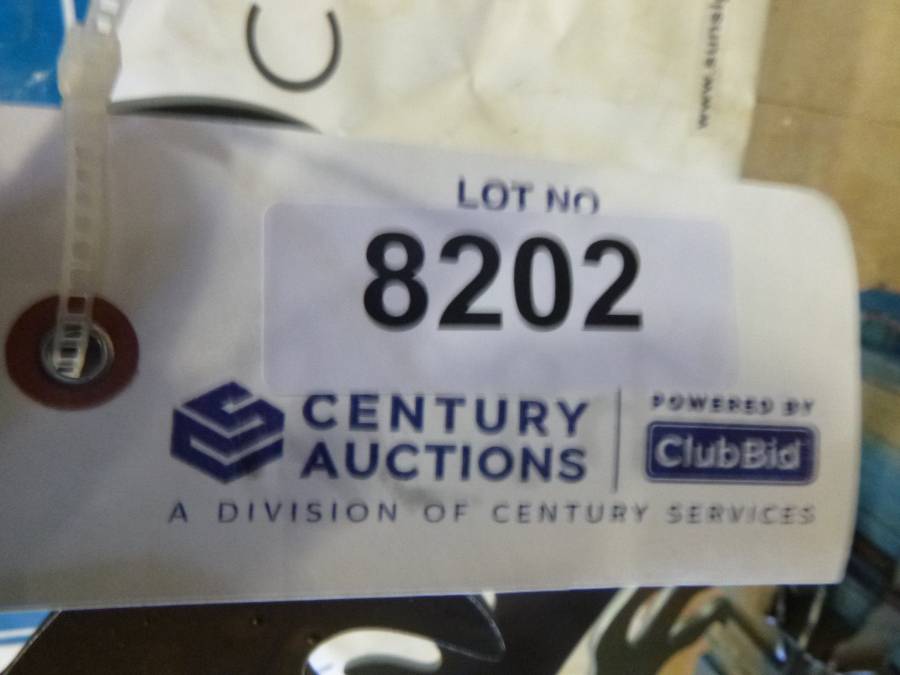 LOT NO
8202
CENTURY
AUCTIONS
POWERED BY
ClubBid
A DIVISION OF CENTURY SERVICES